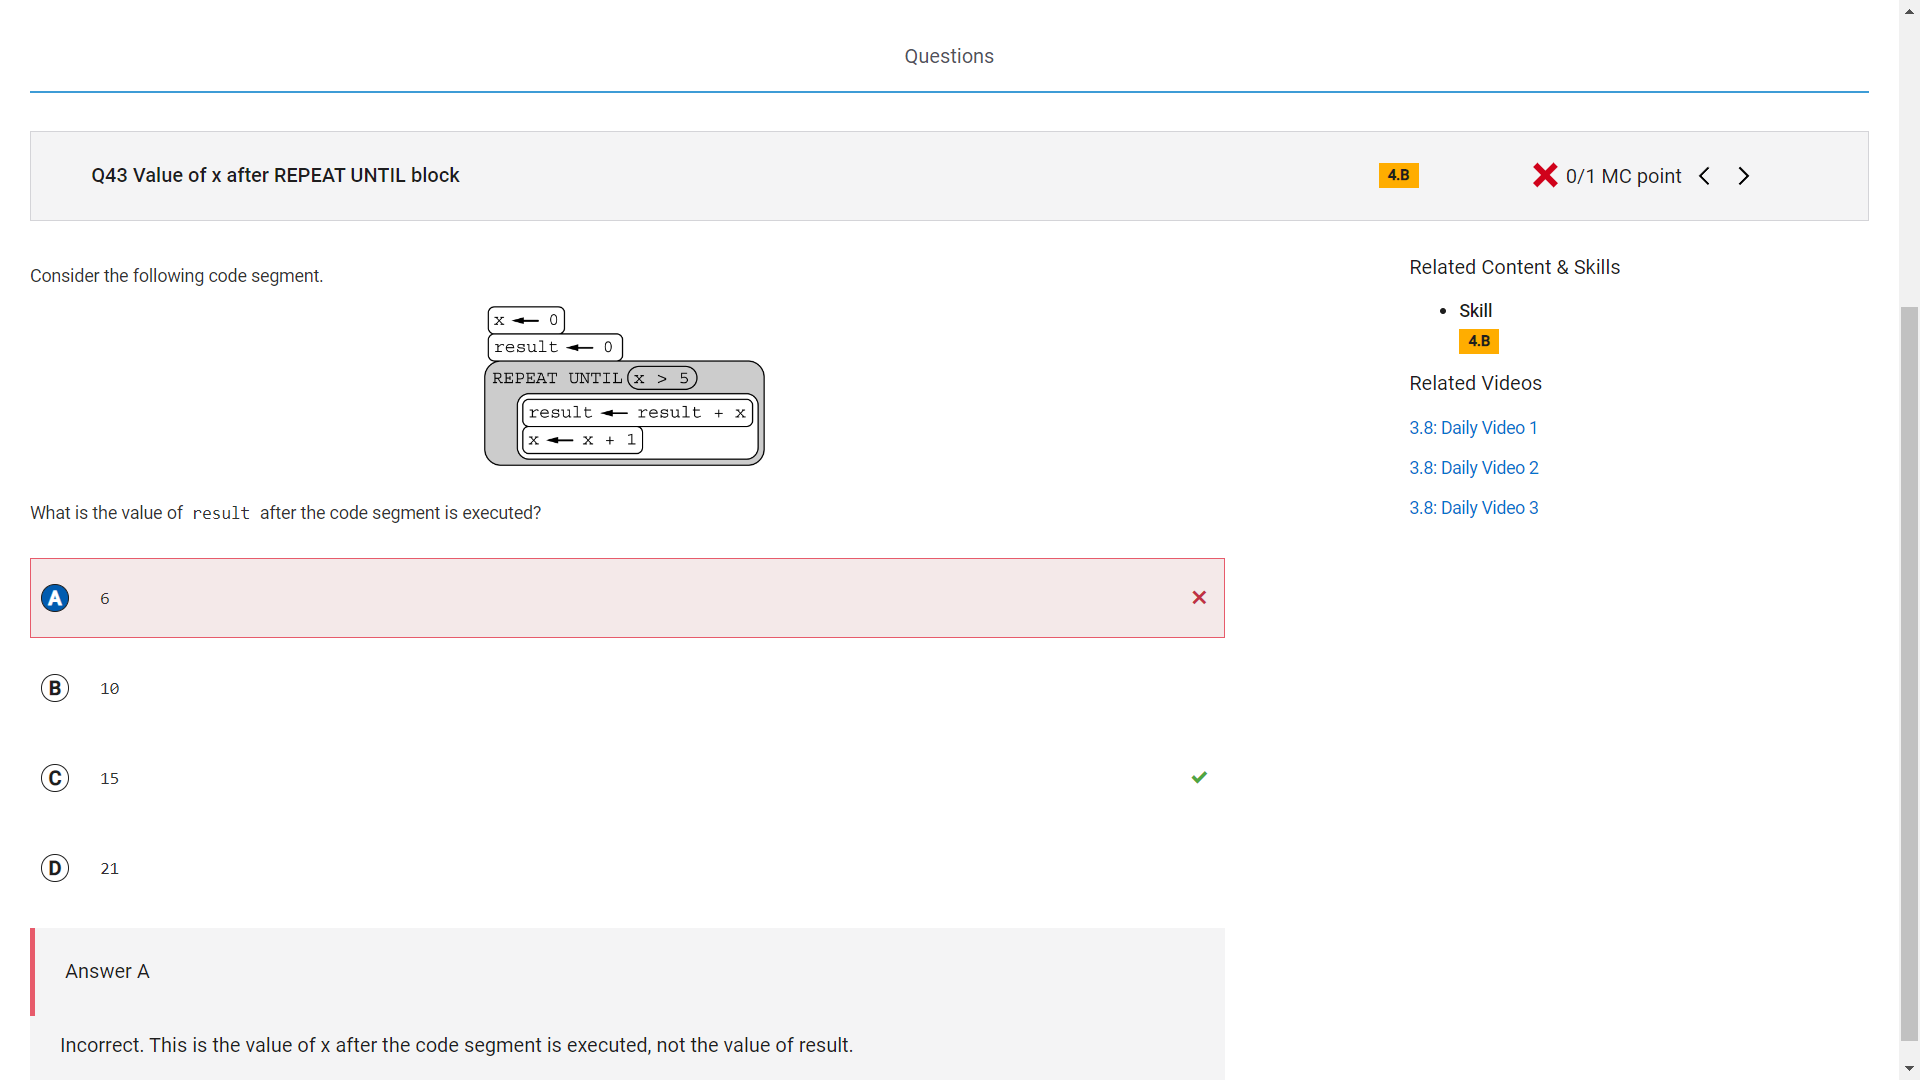 Questions
Q43 Value of x after REPEAT UNTIL block
4.B
0/1 MC point
Consider the following code segment.
x ← 0
result ← 0
REPEAT UNTIL x > 5
result ← result + x
x ← x + 1
What is the value of result after the code segment is executed?
A 6
B 10
C 15
D 21
Answer A
Incorrect. This is the value of x after the code segment is executed, not the value of result.
Related Content & Skills
• Skill
4.B
Related Videos
3.8: Daily Video 1
3.8: Daily Video 2
3.8: Daily Video 3